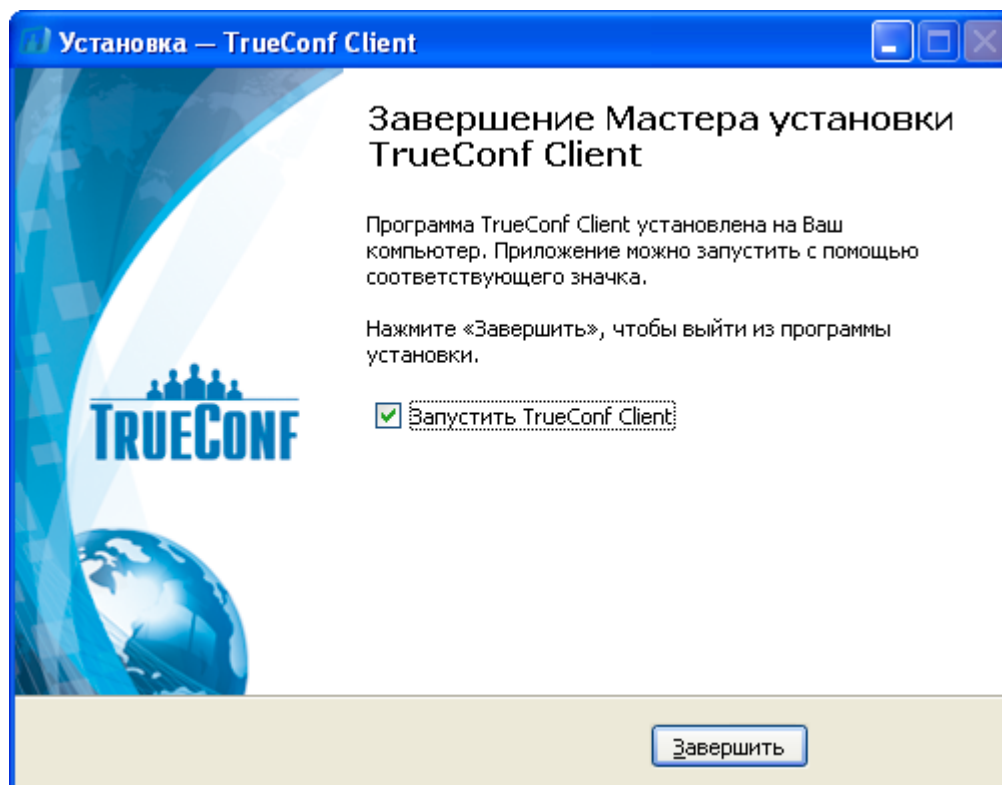 Установка — TrueConf Client
Завершение Мастера установки
TrueConf Client
Программа TrueConf Client установлена на Ваш
компьютер. Приложение можно запустить с помощью
соответствующего значка.
Нажмите «Завершить», чтобы выйти из программы
установки.
TRUECONF
Запустить TrueConf Client
Завершить